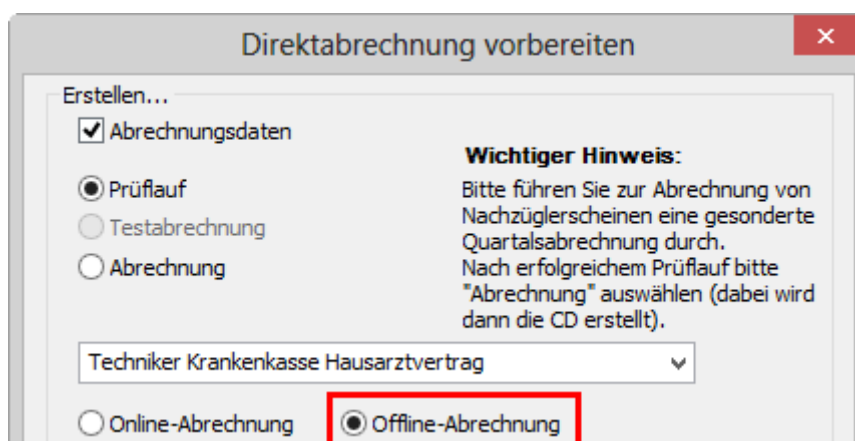 Direktabrechnung vorbereiten
Erstellen...
Abrechnungsdaten
Wichtiger Hinweis:
Prüflauf
Testabrechnung
Abrechnung
Bitte führen Sie zur Abrechnung von
Nachzüglerscheinen eine gesonderte
Quartalsabrechnung durch.
Nach erfolgreichem Prüflauf bitte
"Abrechnung" auswählen (dabei wird
dann die CD erstellt).
Techniker Krankenkasse Hausarztvertrag
Online-Abrechnung
Offline-Abrechnung